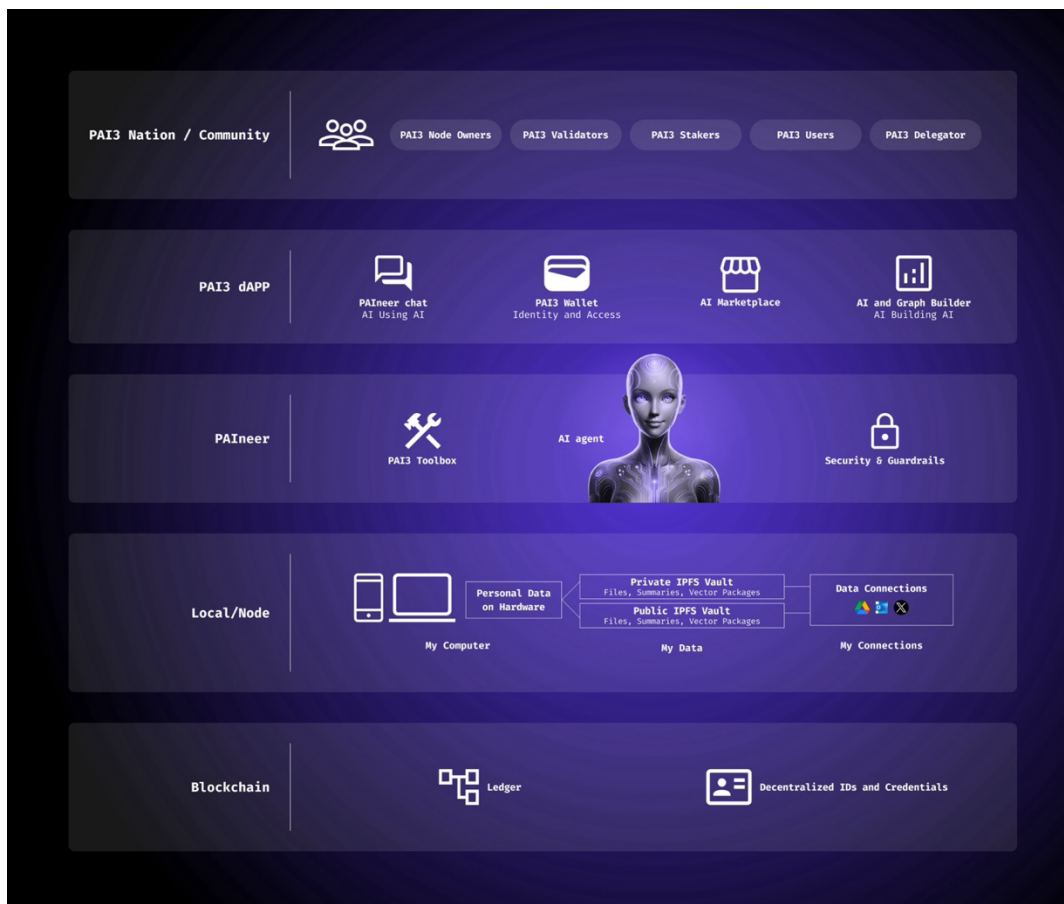 PAI3 Nation / Community
PAI3 Node Owners
PAI3 Validators
PAI3 Stakers
PAI3 Users
PAI3 Delegator
PAI3 dAPP
PAIneer chat
AI Using AI
PAI3 Wallet
Identity and Access
AI Marketplace
AI and Graph Builder
AI Building AI
PAIneer
PAI3 Toolbox
AI agent
Security & Guardrails
Local/Node
Personal Data
on Hardware
Private IPFS Vault
Files, Summaries, Vector Packages
Public IPFS Vault
Files, Summaries, Vector Packages
Data Connections
My Computer
My Data
My Connections
Blockchain
Ledger
Decentralized IDs and Credentials